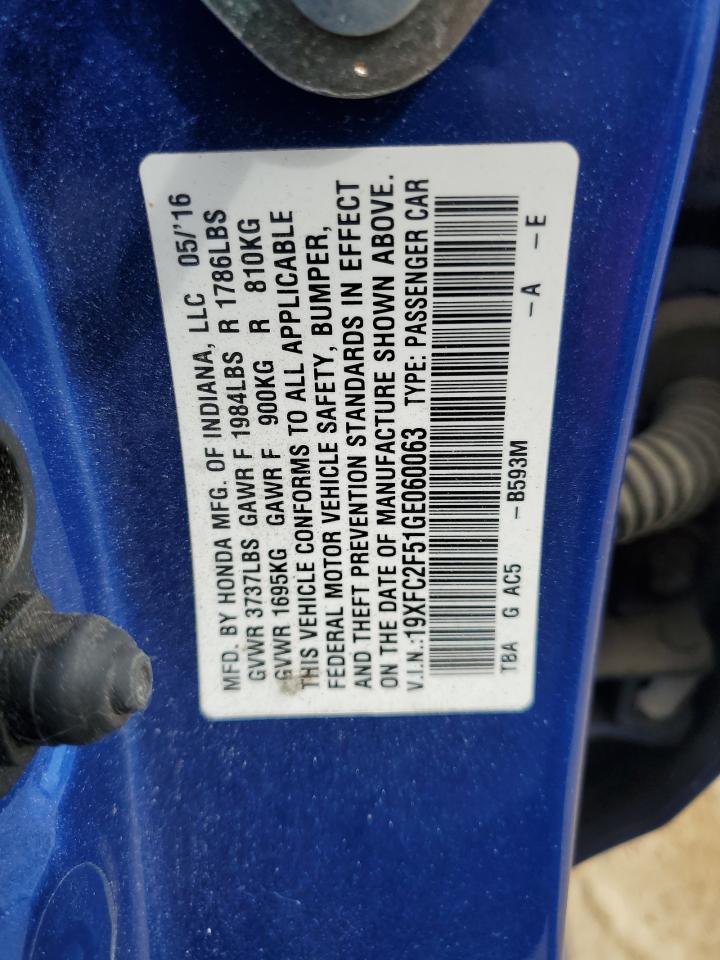 MFD. BY HONDA MFG. OF INDIANA, LLC 05/'16
GVWR 3737LBS GAWR F 1984LBS R 1786LBS
GVWR 1695KG GAWR F 900KG R 810KG
THIS VEHICLE CONFORMS TO ALL APPLICABLE
FEDERAL MOTOR VEHICLE SAFETY, BUMPER,
AND THEFT PREVENTION STANDARDS IN EFFECT
ON THE DATE OF MANUFACTURE SHOWN ABOVE.
V.I.N.:19XFC2F51GE060063 TYPE: PASSENGER CAR
TBA G AC5 -B593M -A -E